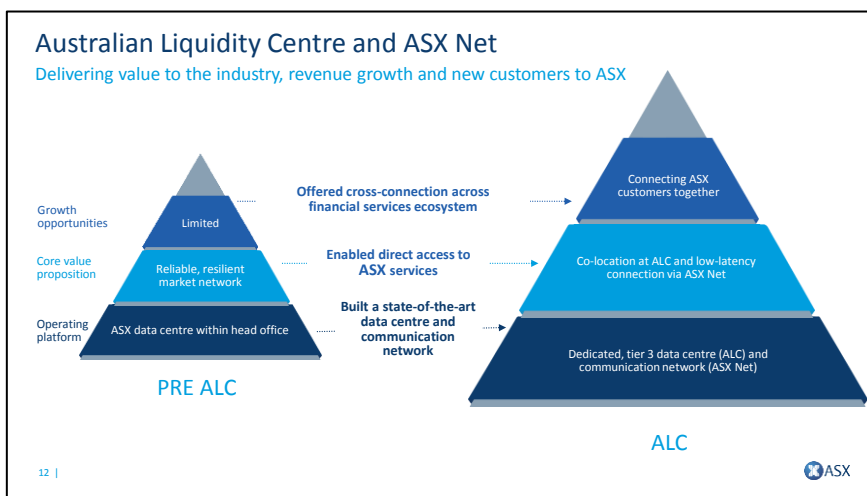 Australian Liquidity Centre and ASX Net
Delivering value to the industry, revenue growth and new customers to ASX
Growth
opportunities
Limited
Offered cross-connection across
financial services ecosystem
Connecting ASX
customers together
Core value
proposition
Reliable, resilient
market network
Enabled direct access to
ASX services
Co-location at ALC and low-latency
connection via ASX Net
Operating
platform
ASX data centre within head office
Built a state-of-the-art
data centre and
communication
network
Dedicated, tier 3 data centre (ALC) and
communication network (ASX Net)
PRE ALC
ALC
12 |
ASX